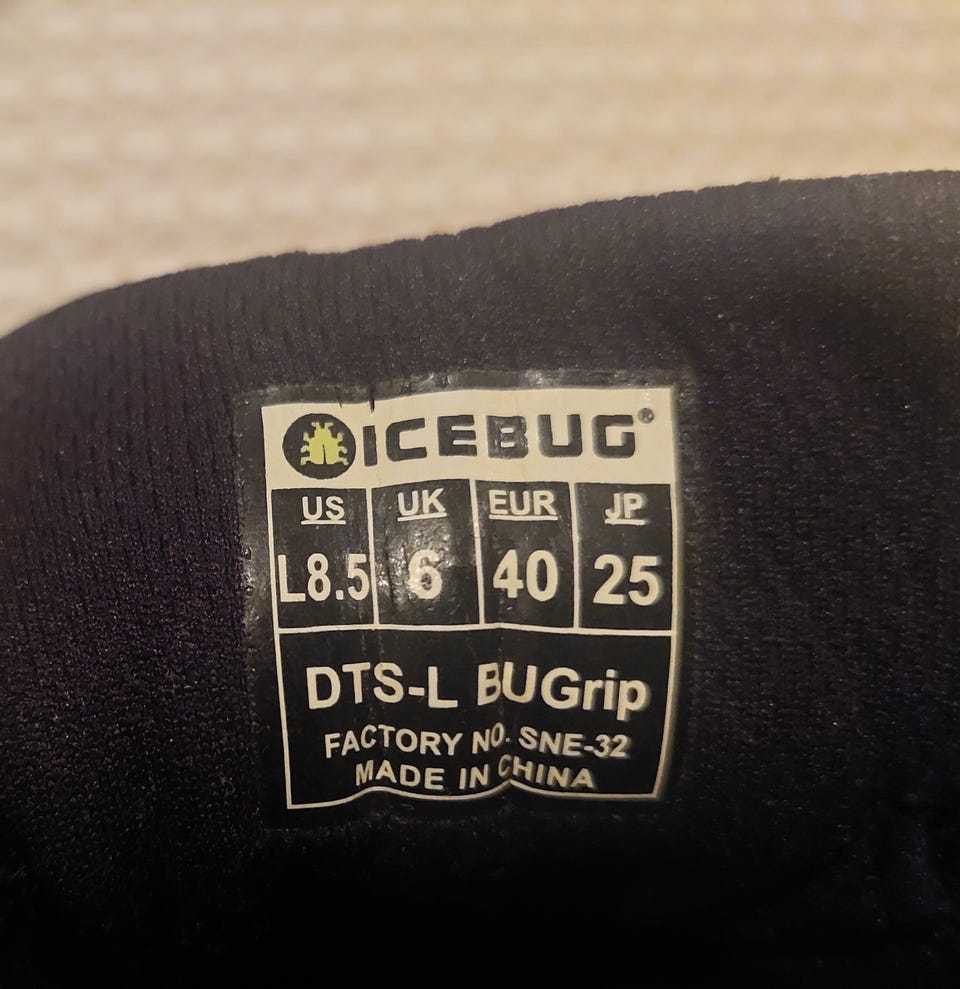 ICEBUG®
US UK EUR JP
L8.5 6 40 25
DTS-L BUGrip
FACTORY NO. SNE-32
MADE IN CHINA